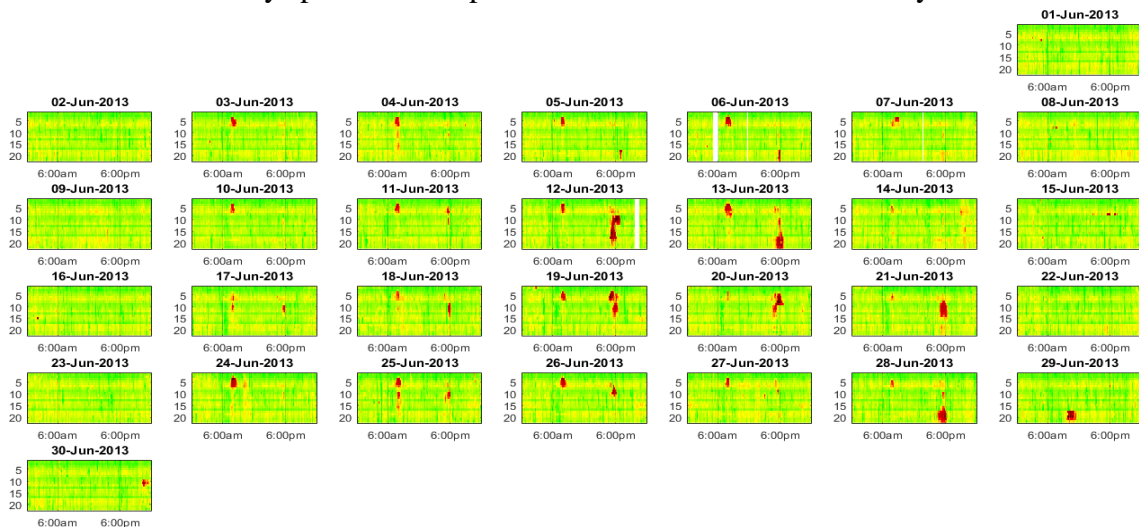 01-Jun-2013
5
10
15
20
6:00am 6:00pm
02-Jun-2013 03-Jun-2013 04-Jun-2013 05-Jun-2013 06-Jun-2013 07-Jun-2013 08-Jun-2013
5 5 5 5 5 5 5
10 10 10 10 10 10 10
15 15 15 15 15 15 15
20 20 20 20 20 20 20
6:00am 6:00pm 6:00am 6:00pm 6:00am 6:00pm 6:00am 6:00pm 6:00am 6:00pm 6:00am 6:00pm 6:00am 6:00pm
09-Jun-2013 10-Jun-2013 11-Jun-2013 12-Jun-2013 13-Jun-2013 14-Jun-2013 15-Jun-2013
5 5 5 5 5 5 5
10 10 10 10 10 10 10
15 15 15 15 15 15 15
20 20 20 20 20 20 20
6:00am 6:00pm 6:00am 6:00pm 6:00am 6:00pm 6:00am 6:00pm 6:00am 6:00pm 6:00am 6:00pm 6:00am 6:00pm
16-Jun-2013 17-Jun-2013 18-Jun-2013 19-Jun-2013 20-Jun-2013 21-Jun-2013 22-Jun-2013
5 5 5 5 5 5 5
10 10 10 10 10 10 10
15 15 15 15 15 15 15
20 20 20 20 20 20 20
6:00am 6:00pm 6:00am 6:00pm 6:00am 6:00pm 6:00am 6:00pm 6:00am 6:00pm 6:00am 6:00pm 6:00am 6:00pm
23-Jun-2013 24-Jun-2013 25-Jun-2013 26-Jun-2013 27-Jun-2013 28-Jun-2013 29-Jun-2013
5 5 5 5 5 5 5
10 10 10 10 10 10 10
15 15 15 15 15 15 15
20 20 20 20 20 20 20
6:00am 6:00pm 6:00am 6:00pm 6:00am 6:00pm 6:00am 6:00pm 6:00am 6:00pm 6:00am 6:00pm 6:00am 6:00pm
30-Jun-2013
5
10
15
20
6:00am 6:00pm